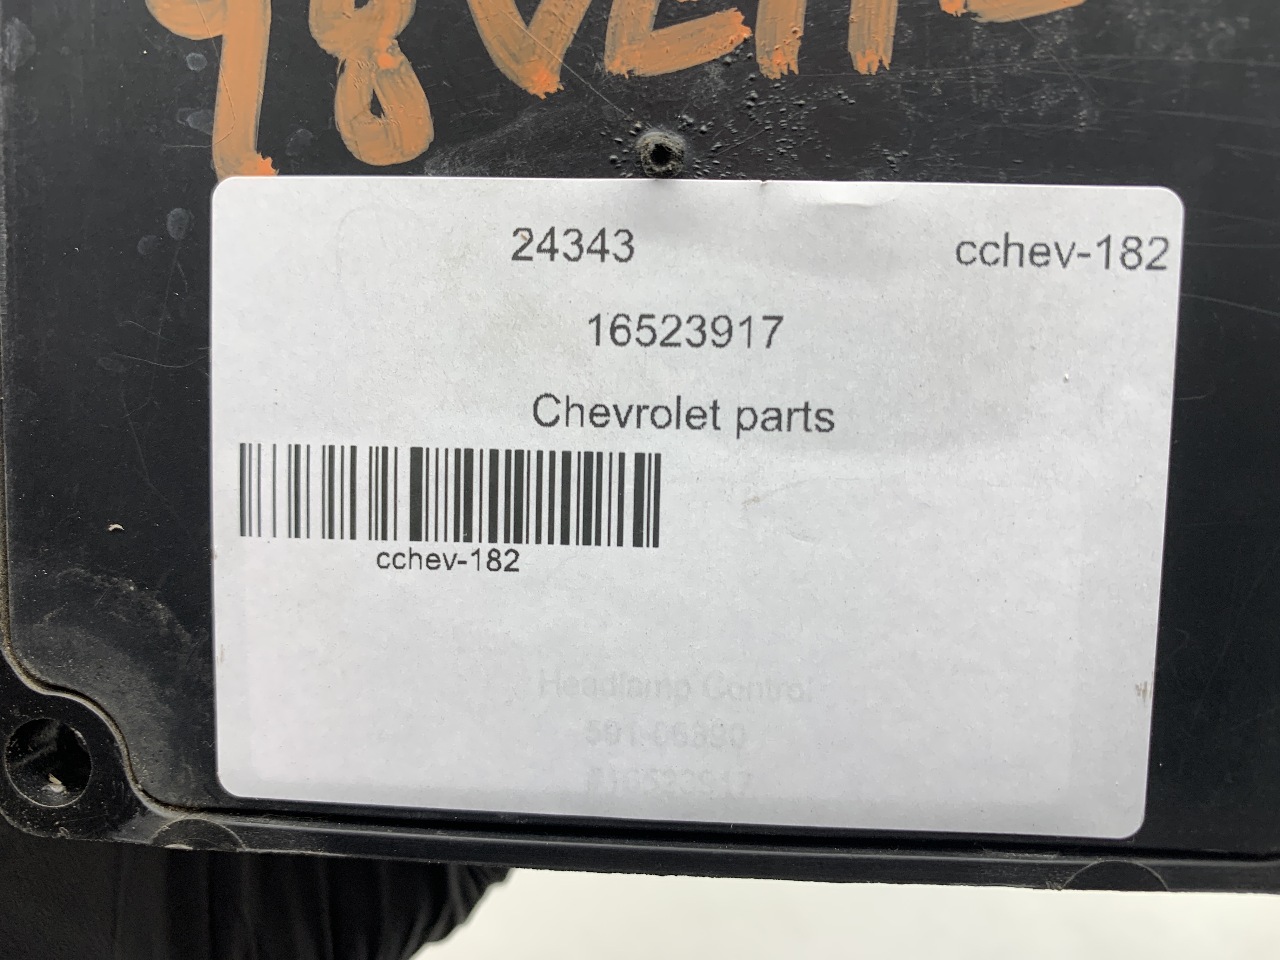 24343 cchev-182
16523917
Chevrolet parts
cchev-182
Headlamp Control